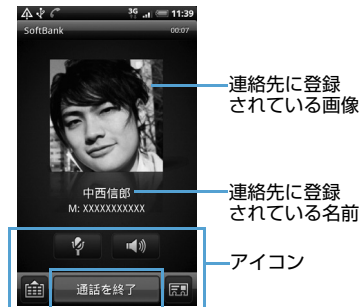 3G 11:39
SoftBank 00:07
連絡先に登録
されている画像
中西信郎
M: XXXXXXXXXXX
連絡先に登録
されている名前
アイコン
通話を終了